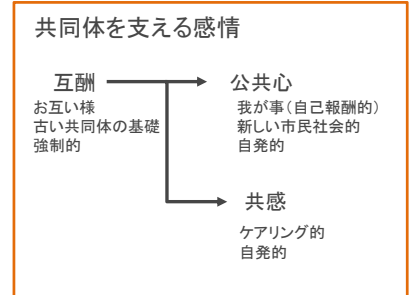 共同体を支える感情
互酬
お互い様
古い共同体の基礎
強制的
公共心
我が事(自己報酬的)
新しい市民社会的
自発的
共感
ケアリング的
自発的